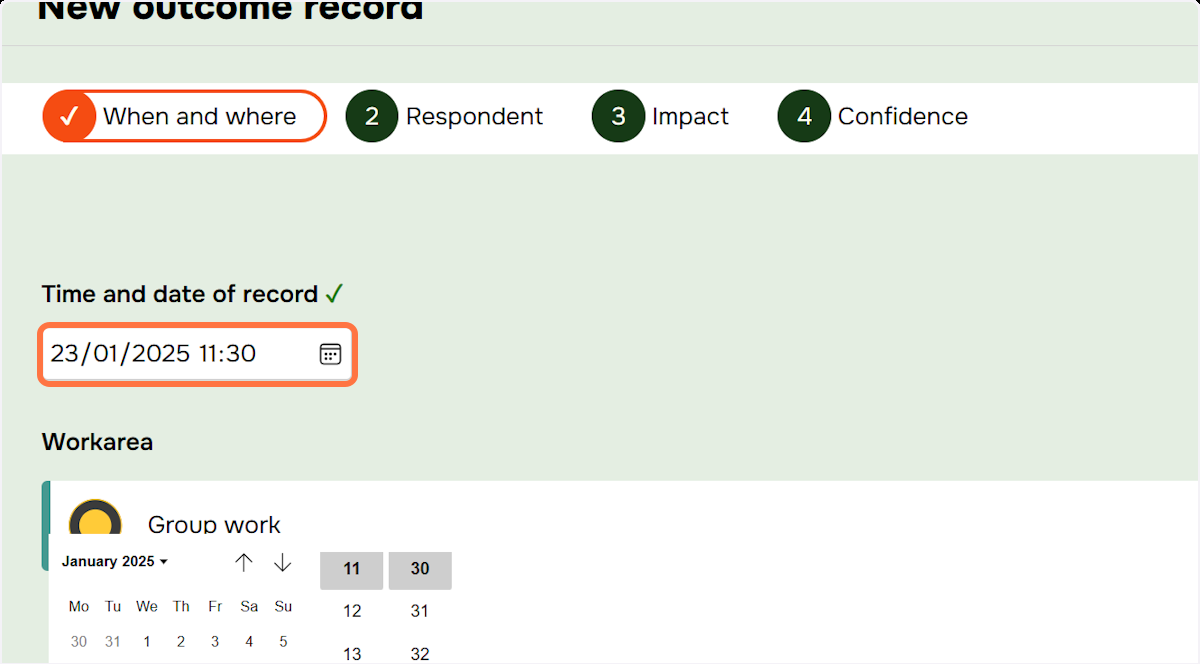 New outcome record
✓ When and where 2 Respondent 3 Impact 4 Confidence
Time and date of record ✓
23/01/2025 11:30
Workarea
Group work
January 2025
11 30
Mo Tu We Th Fr Sa Su
12 31
30 31 1 2 3 4 5
13 32